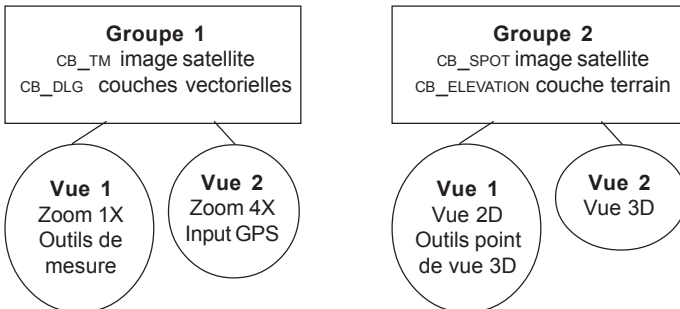 Groupe 1
CB_TM image satellite
CB_DLG couches vectorielles
Vue 1
Zoom 1X
Outils de
mesure
Vue 2
Zoom 4X
Input GPS
Groupe 2
CB_SPOT image satellite
CB_ELEVATION couche terrain
Vue 1
Vue 2D
Outils point
de vue 3D
Vue 2
Vue 3D